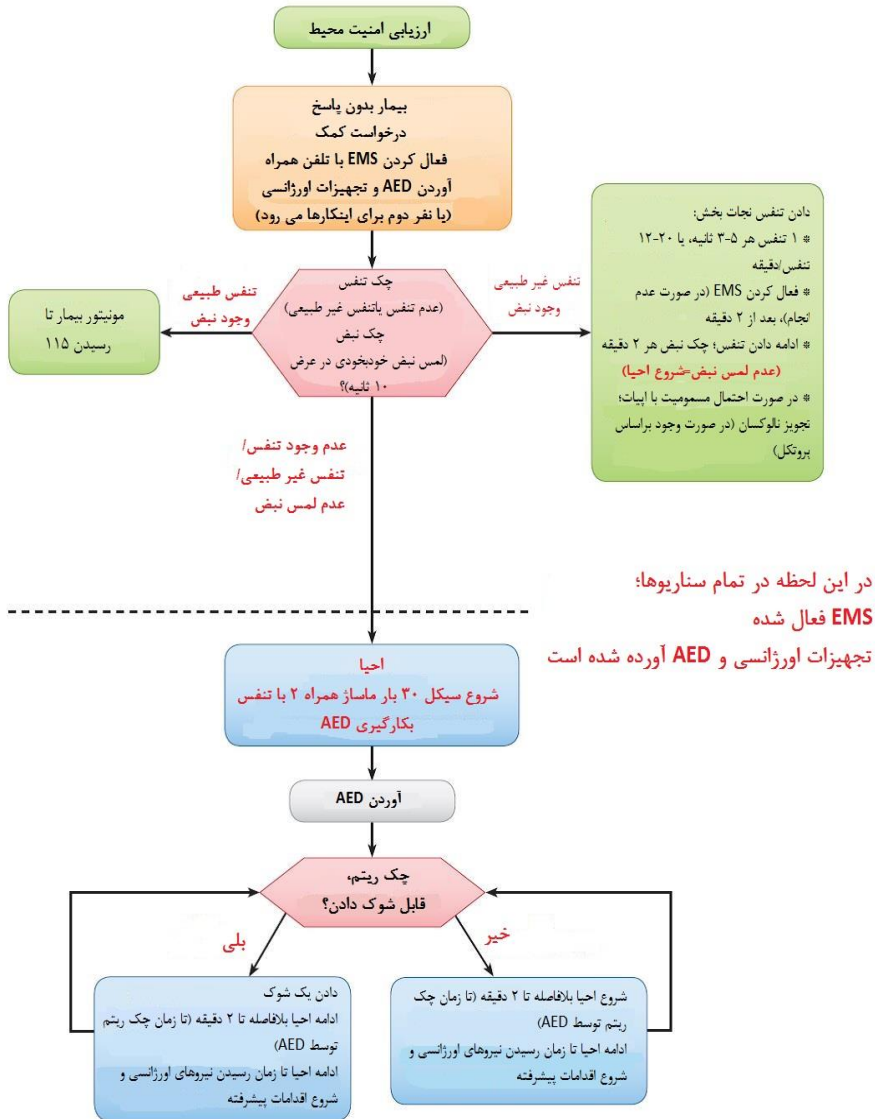 ارزیابی امنیت محیط
بیمار بدون پاسخ
درخواست کمک
فعال کردن EMS با تلفن همراه
آوردن AED و تجهیزات اورژانسی
(یا نفر دوم برای اینکارها می رود)
دادن تنفس نجات بخش:
* ۱ تنفس هر ۵-۳ ثانیه، یا ۲۰-۱۲
تنفس/دقیقه
* فعال کردن EMS (در صورت عدم
انجام)، بعد از ۲ دقیقه
* ادامه دادن تنفس؛ چک نبض هر ۲ دقیقه
(عدم لمس نبض=شروع احیا)
* در صورت احتمال مسمومیت با اپیات؛
تجویز نالوکسان (در صورت وجود براساس
پروتکل)
تنفس غیر طبیعی
وجود نبض
چک تنفس
(عدم تنفس یاتنفس غیر طبیعی)
چک نبض
(لمس نبض خودبخودی در عرض
۱۰ ثانیه)؟
تنفس طبیعی
وجود نبض
مونیتور بیمار تا
رسیدن ۱۱۵
عدم وجود تنفس/
تنفس غیر طبیعی/
عدم لمس نبض
در این لحظه در تمام سناریوها؛
EMS فعال شده
تجهیزات اورژانسی و AED آورده شده است
احیا
شروع سیکل ۳۰ بار ماساژ همراه ۲ با تنفس
بکارگیری AED
آوردن AED
چک ریتم،
قابل شوک دادن؟
خیر
بلی
شروع احیا بلافاصله تا ۲ دقیقه (تا زمان چک
ریتم توسط AED)
ادامه احیا تا زمان رسیدن نیروهای اورژانسی و
شروع اقدامات پیشرفته
دادن یک شوک
ادامه احیا بلافاصله تا ۲ دقیقه (تا زمان چک ریتم
توسط AED)
ادامه احیا تا زمان رسیدن نیروهای اورژانسی و
شروع اقدامات پیشرفته